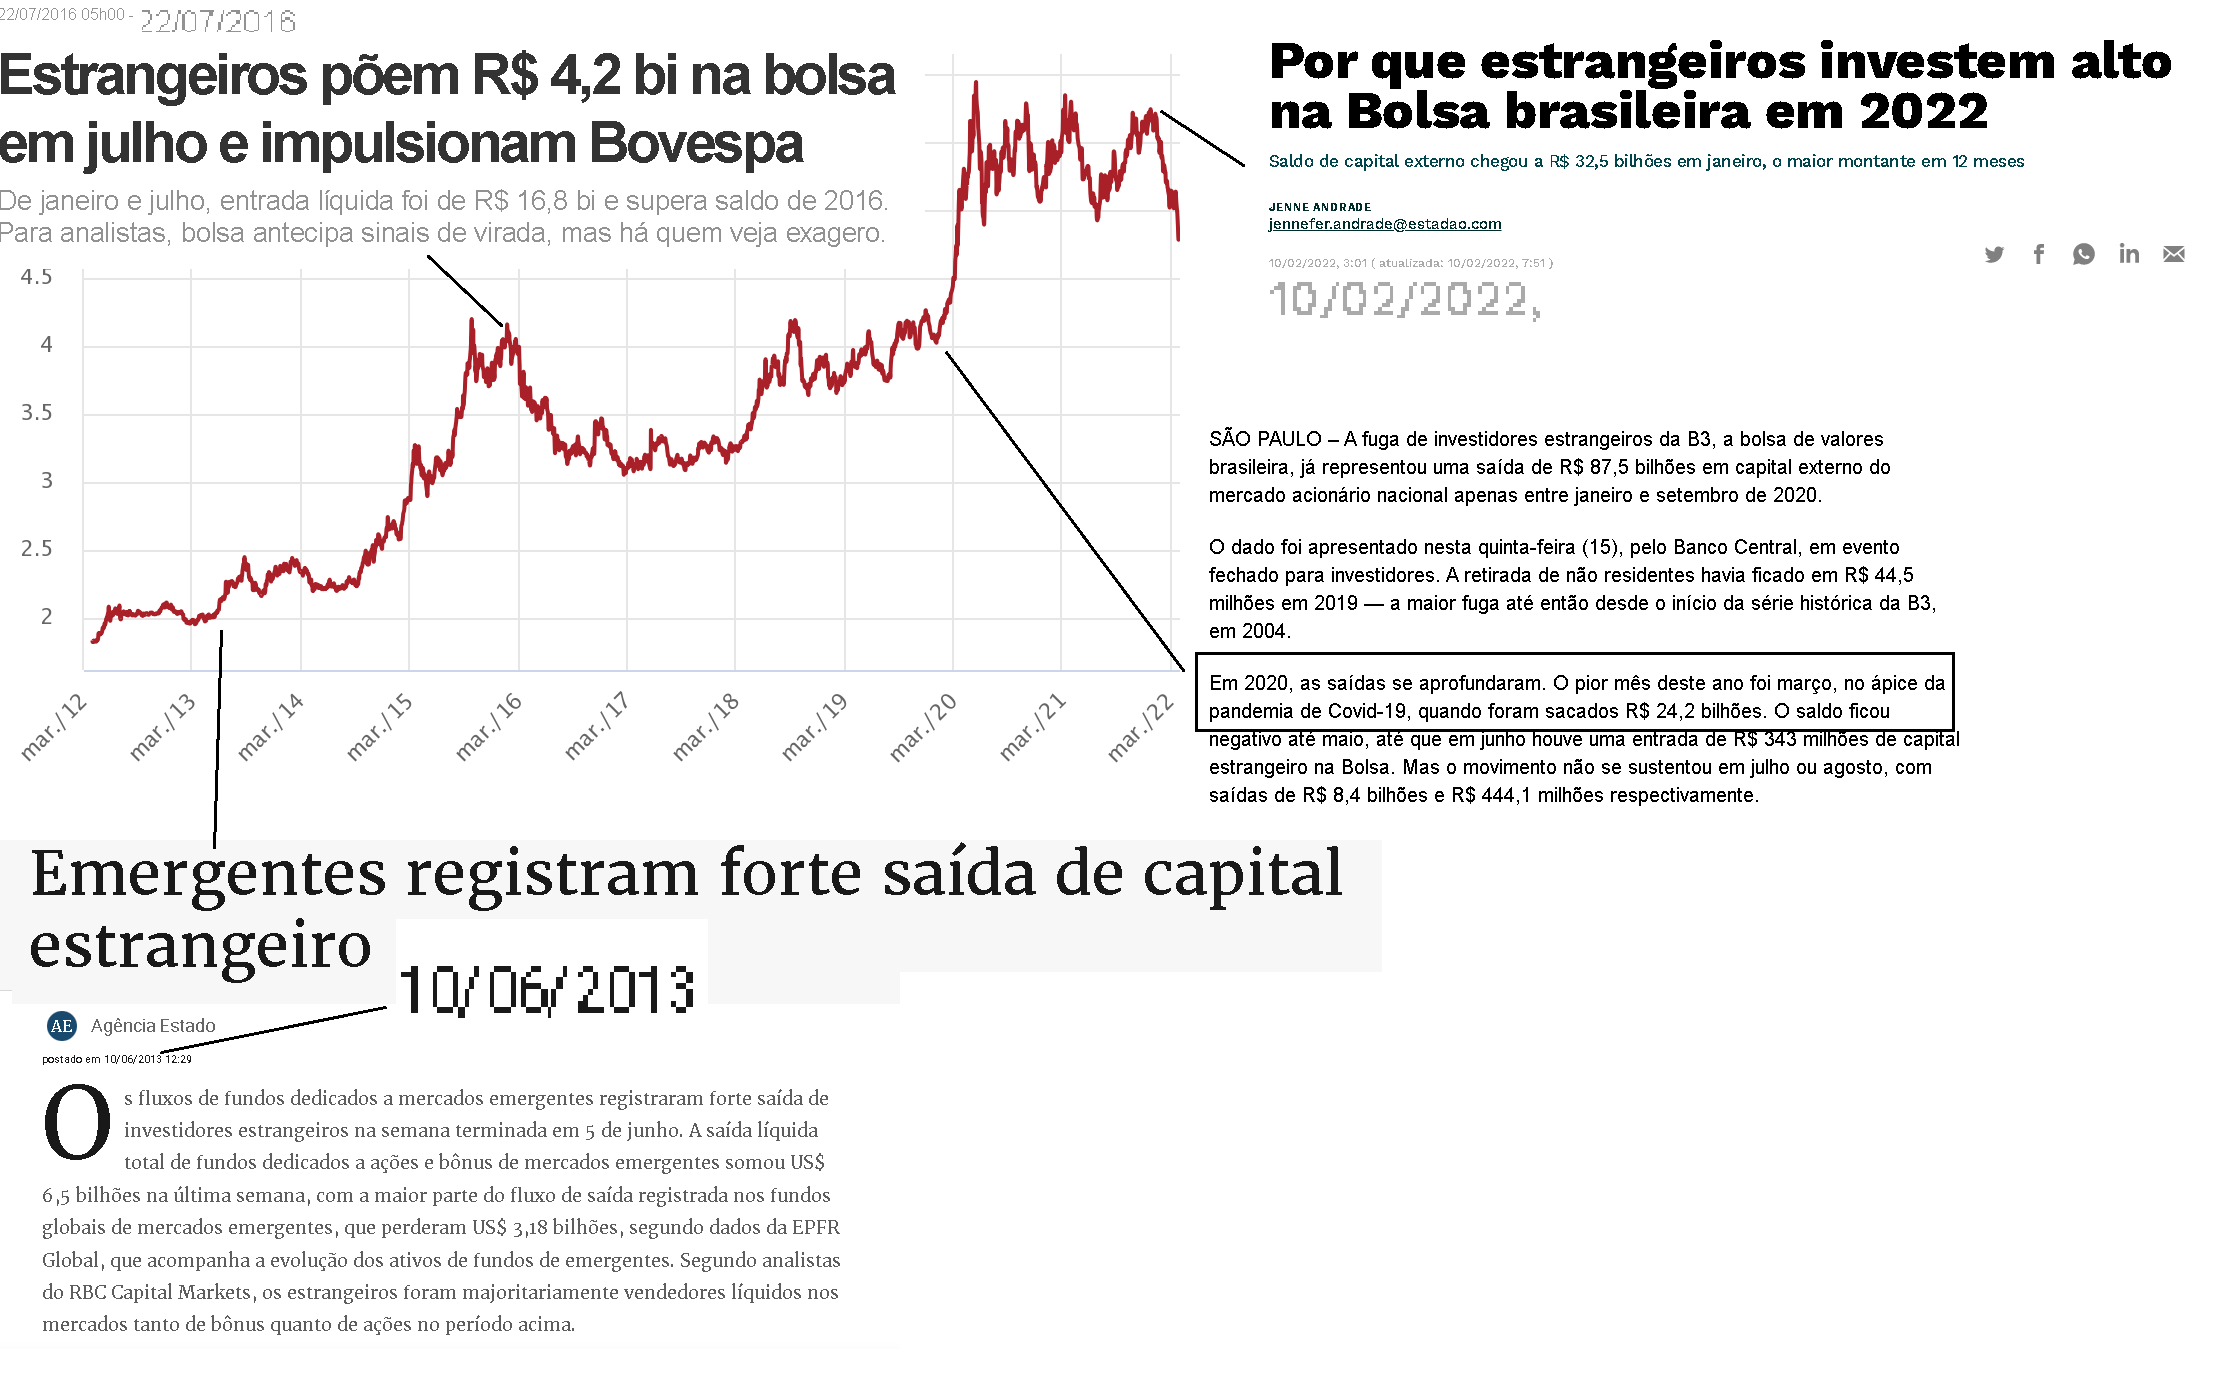 22/07/2016 05h00 - 22/07/2016
Estrangeiros põem R$ 4,2 bi na bolsa
em julho e impulsionam Bovespa
De janeiro e julho, entrada líquida foi de R$ 16,8 bi e supera saldo de 2016.
Para analistas, bolsa antecipa sinais de virada, mas há quem veja exagero.
4.5
4
3.5
3
2.5
2
mar./12
mar./13
mar./14
mar./15
mar./16
mar./17
mar./18
mar./19
mar./20
mar./21
mar./22
Por que estrangeiros investem alto
na Bolsa brasileira em 2022
Saldo de capital externo chegou a R$ 32,5 bilhões em janeiro, o maior montante em 12 meses
JENNE ANDRADE
jennefer.andrade@estadao.com
10/02/2022, 3:01 ( atualizada: 10/02/2022, 7:51 )
10/02/2022,
SÃO PAULO – A fuga de investidores estrangeiros da B3, a bolsa de valores
brasileira, já representou uma saída de R$ 87,5 bilhões em capital externo do
mercado acionário nacional apenas entre janeiro e setembro de 2020.
O dado foi apresentado nesta quinta-feira (15), pelo Banco Central, em evento
fechado para investidores. A retirada de não residentes havia ficado em R$ 44,5
milhões em 2019 — a maior fuga até então desde o início da série histórica da B3,
em 2004.
Em 2020, as saídas se aprofundaram. O pior mês deste ano foi março, no ápice da
pandemia de Covid-19, quando foram sacados R$ 24,2 bilhões. O saldo ficou
negativo até maio, até que em junho houve uma entrada de R$ 343 milhões de capital
estrangeiro na Bolsa. Mas o movimento não se sustentou em julho ou agosto, com
saídas de R$ 8,4 bilhões e R$ 444,1 milhões respectivamente.
Emergentes registram forte saída de capital
estrangeiro
10/06/2013
AE Agência Estado
postado em 10/06/2013 12:29
Os fluxos de fundos dedicados a mercados emergentes registraram forte saída de
investidores estrangeiros na semana terminada em 5 de junho. A saída líquida
total de fundos dedicados a ações e bônus de mercados emergentes somou US$
6,5 bilhões na última semana, com a maior parte do fluxo de saída registrada nos fundos
globais de mercados emergentes, que perderam US$ 3,18 bilhões, segundo dados da EPFR
Global, que acompanha a evolução dos ativos de fundos de emergentes. Segundo analistas
do RBC Capital Markets, os estrangeiros foram majoritariamente vendedores líquidos nos
mercados tanto de bônus quanto de ações no período acima.